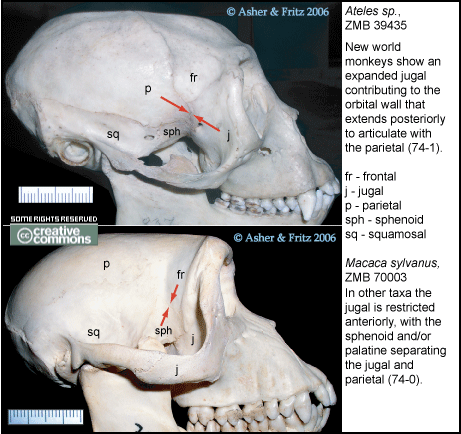 © Asher & Fritz 2006
fr
p
sq
sph
j
SOME RIGHTS RESERVED
cc creative
commons
© Asher & Fritz 2006
p
fr
sq
sph
j
j
Ateles sp.,
ZMB 39435
New world
monkeys show an
expanded jugal
contributing to the
orbital wall that
extends posteriorly
to articulate with
the parietal (74-1).
fr - frontal
j - jugal
p - parietal
sph - sphenoid
sq - squamosal
Macaca sylvanus,
ZMB 70003
In other taxa the
jugal is restricted
anteriorly, with the
sphenoid and/or
palatine separating
the jugal and
parietal (74-0).